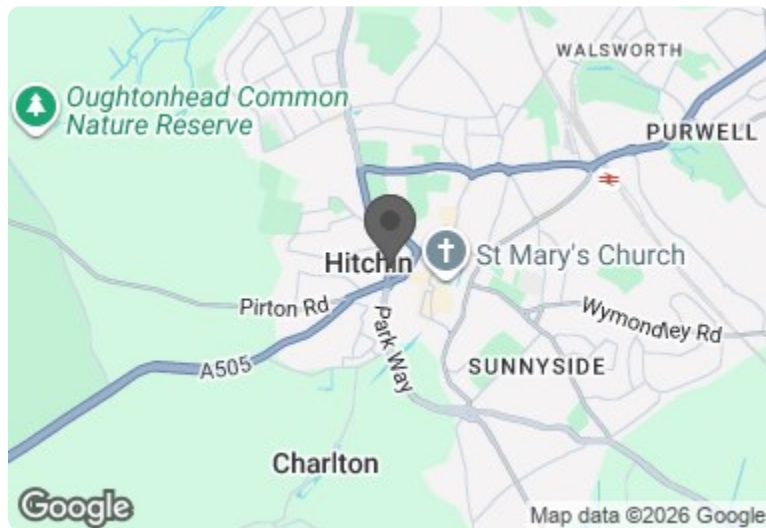 WALSWORTH
Oughtonhead Common
Nature Reserve
PURWELL
Hitchin
St Mary's Church
Pirton Rd
Park Way
Wymondley Rd
A505
SUNNYSIDE
Charlton
Google
Map data ©2026 Google